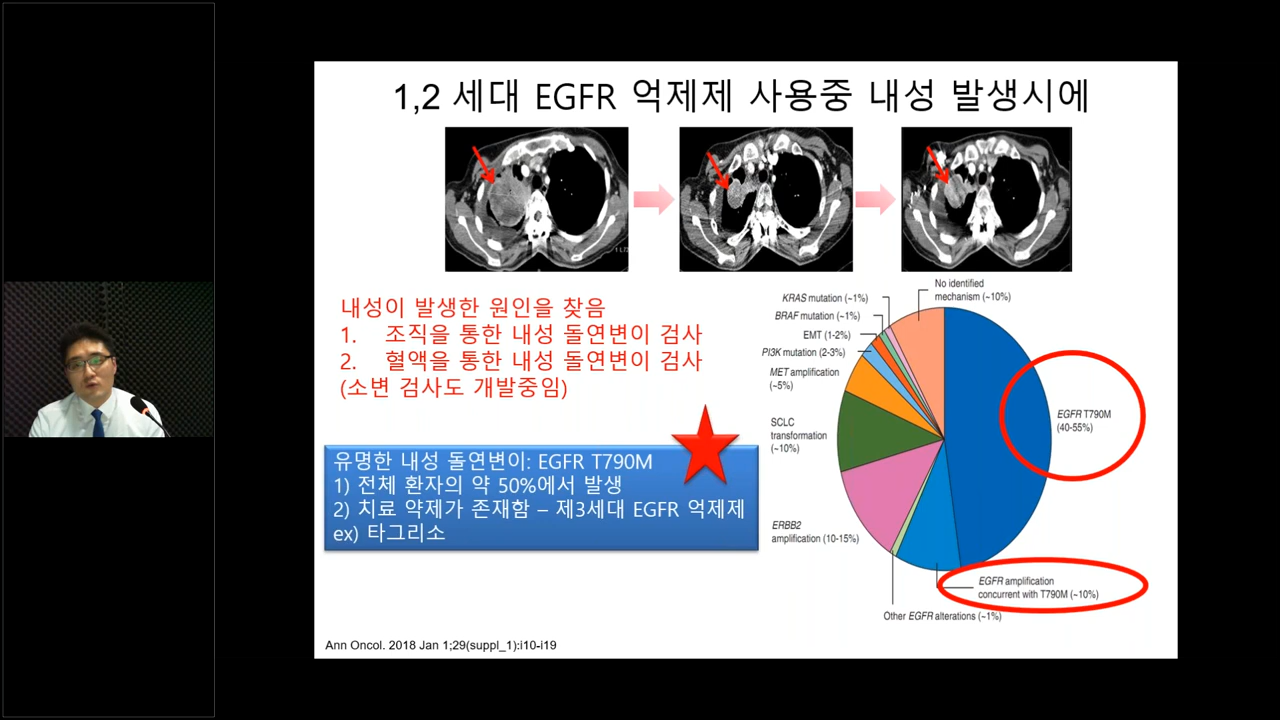 1,2 세대 EGFR 억제제 사용중 내성 발생시에
내성이 발생한 원인을 찾음
1. 조직을 통한 내성 돌연변이 검사
2. 혈액을 통한 내성 돌연변이 검사
(소변 검사도 개발중임)
유명한 내성 돌연변이: EGFR T790M
1) 전체 환자의 약 50%에서 발생
2) 치료 약제가 존재함 – 제3세대 EGFR 억제제
ex) 타그리소
No identified
mechanism (~10%)
KRAS mutation (~1%)
BRAF mutation (~1%)
EMT (1-2%)
PI3K mutation (2-3%)
MET amplification
(~5%)
SCLC
transformation
(~10%)
ERBB2
amplification (10-15%)
EGFR T790M
(40-55%)
EGFR amplification
concurrent with T790M (~10%)
Other EGFR alterations (~1%)
Ann Oncol. 2018 Jan 1;29(suppl_1):i10-i19